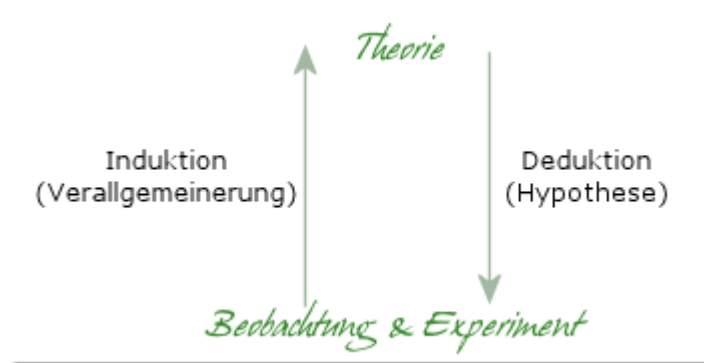 Theorie
Induktion
(Verallgemeinerung)
Deduktion
(Hypothese)
Beobachtung & Experiment